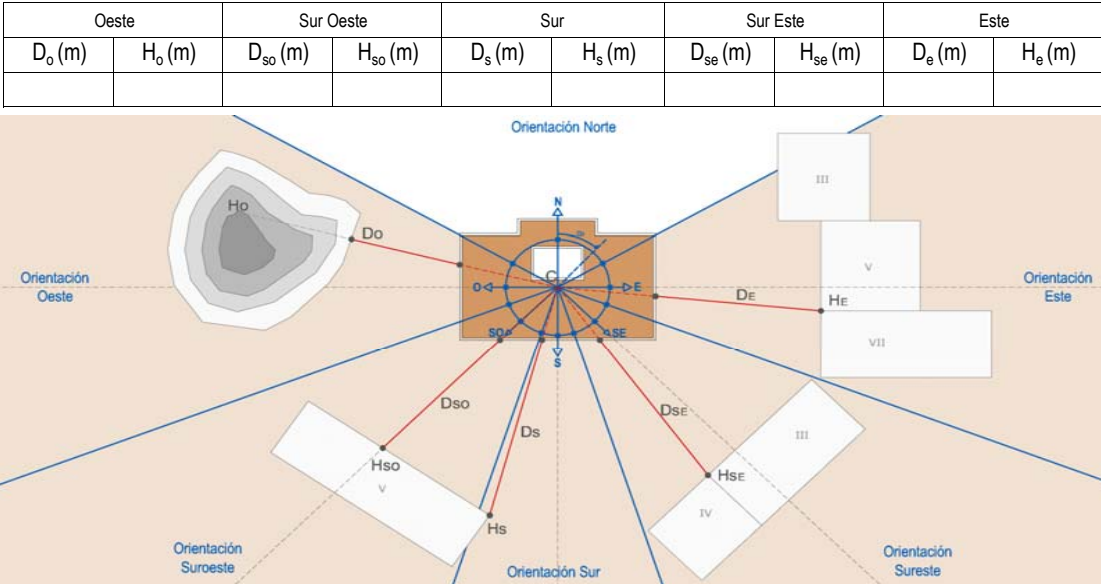 Oeste Sur Oeste Sur Sur Este Este
Do (m) Ho (m) Dso (m) Hso (m) Ds (m) Hs (m) Dse (m) Hse (m) De (m) He (m)
Orientación Norte
III
Ho
N
Do
V
C
Orientación
Oeste
O
E
Orientación
Este
DE
HE
SO
SE
VII
S
Dso
DSE
Ds
III
Hso
HSE
V
IV
Hs
Orientación
Suroeste
Orientación Sur
Orientación
Sureste